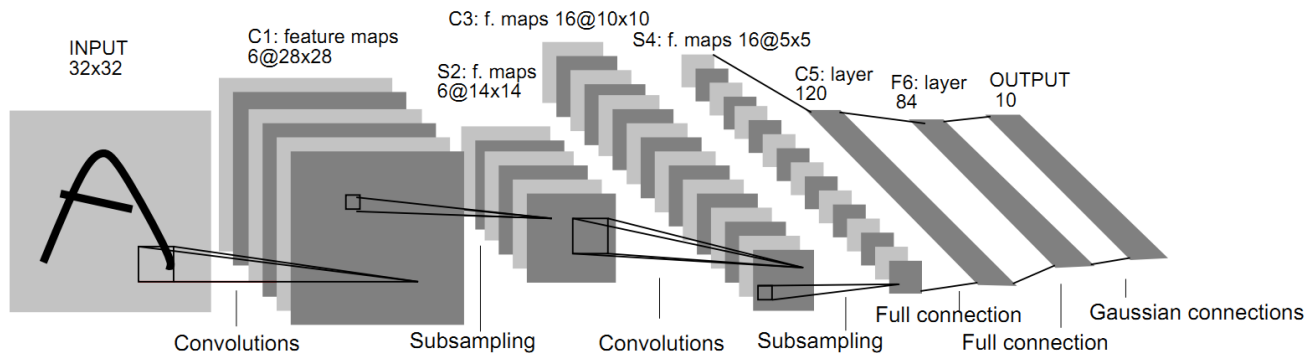 INPUT
32x32
C1: feature maps
6@28x28
S2: f. maps
6@14x14
C3: f. maps 16@10x10
S4: f. maps 16@5x5
C5: layer
120
F6: layer
84
OUTPUT
10
Convolutions
Subsampling
Convolutions
Subsampling
Full connection
Full connection
Gaussian connections